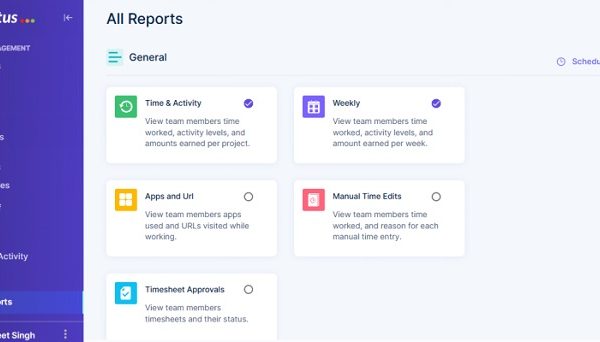 tus
AGEMENT
All Reports
General
Schedu
Time & Activity
View team members time
worked, activity levels, and
amounts earned per project.
Weekly
View team members time
worked, activity levels, and
amount earned per week.
Apps and Url
View team members apps
used and URLs visited while
working.
Manual Time Edits
View team members time
worked, and reason for each
manual time entry.
Timesheet Approvals
View team members
timesheets and their status.
s
s
es
Activity
orts
eet Singh